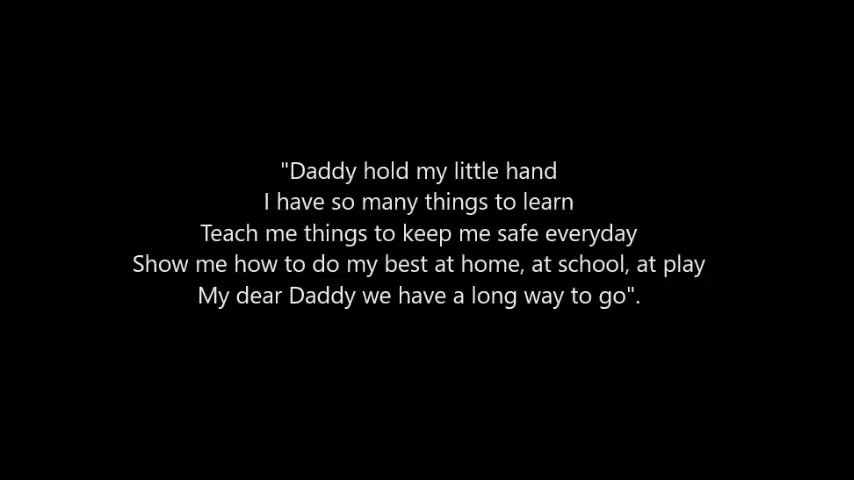 "Daddy hold my little hand
I have so many things to learn
Teach me things to keep me safe everyday
Show me how to do my best at home, at school, at play
My dear Daddy we have a long way to go".